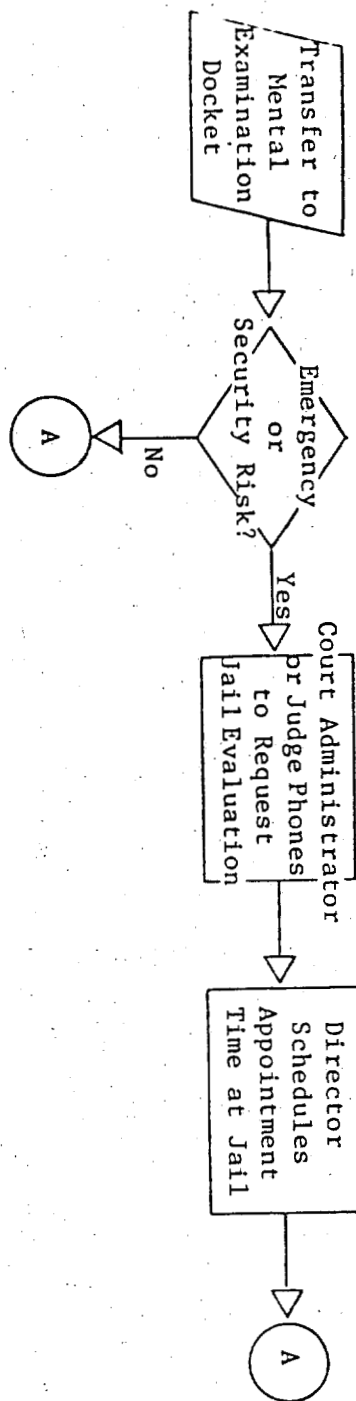 Transfer to
Mental
Examination
Docket
Emergency
or
Security Risk?
No
A
Yes
Court Administrator
or Judge Phones
to Request
Jail Evaluation
Director
Schedules
Appointment
Time at Jail
A